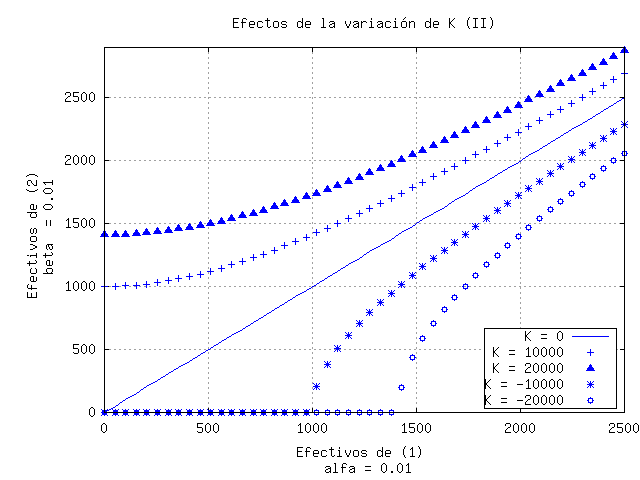 Efectos de la variación de K (II)
2500
2000
1500
1000
500
0
Efectivos de (2)
beta = 0.01
K = 0
K = 10000
K = 20000
K = -10000
K = -20000
0 500 1000 1500 2000 2500
Efectivos de (1)
alfa = 0.01